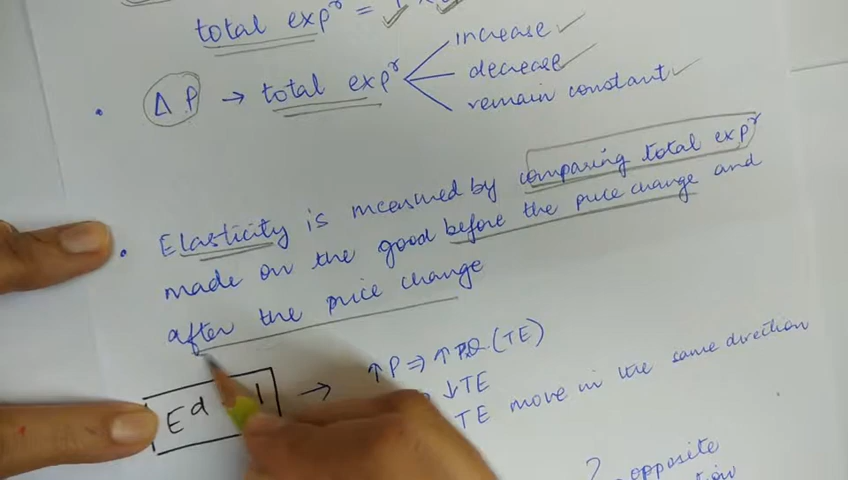 total expr =
increase
Δ P → total expr
decrease
remain constant
Elasticity is measured by comparing total expr
made on the good before the price change and
after the price change
Ed 1 → ↑P ⇒ ↑PQ (TE)
↓TE
TE move in the same direction
? opposite